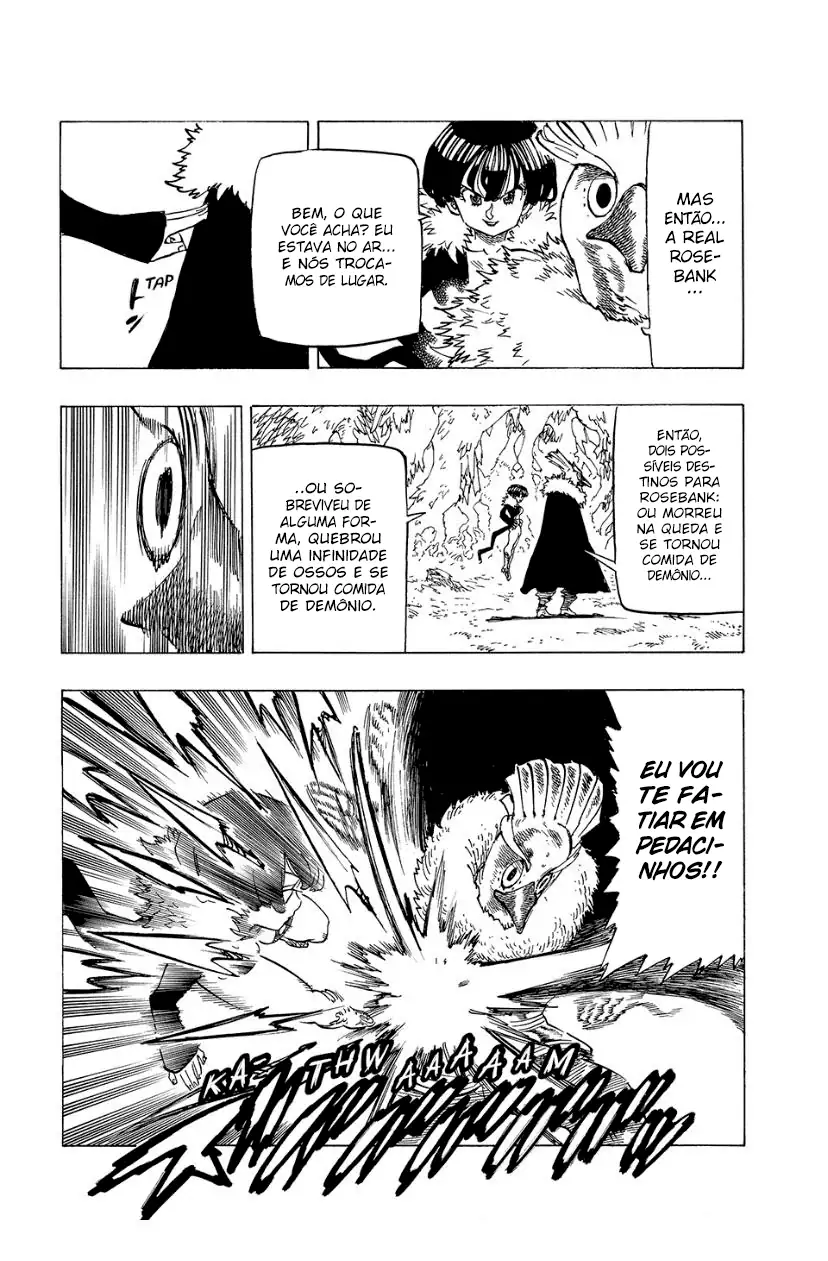 MAS
ENTÃO...
A REAL
ROSE-
BANK
...
BEM, O QUE
VOCÊ ACHA? EU
ESTAVA NO AR...
E NÓS TROCA-
MOS DE LUGAR.
TAP
トッ
ENTÃO,
DOIS POS-
SÍVEIS DES-
TINOS PARA
ROSEBANK:
OU MORREU
NA QUEDA E
SE TORNOU
COMIDA DE
DEMÔNIO...
..OU SO-
BREVIVEU DE
ALGUMA FOR-
MA, QUEBROU
UMA INFINIDADE
DE OSSOS E SE
TORNOU COMIDA
DE DEMÔNIO.
EU VOU
TE FA-
TIAR EM
PEDACI-
NHOS!!
KA-THWAAAAAM